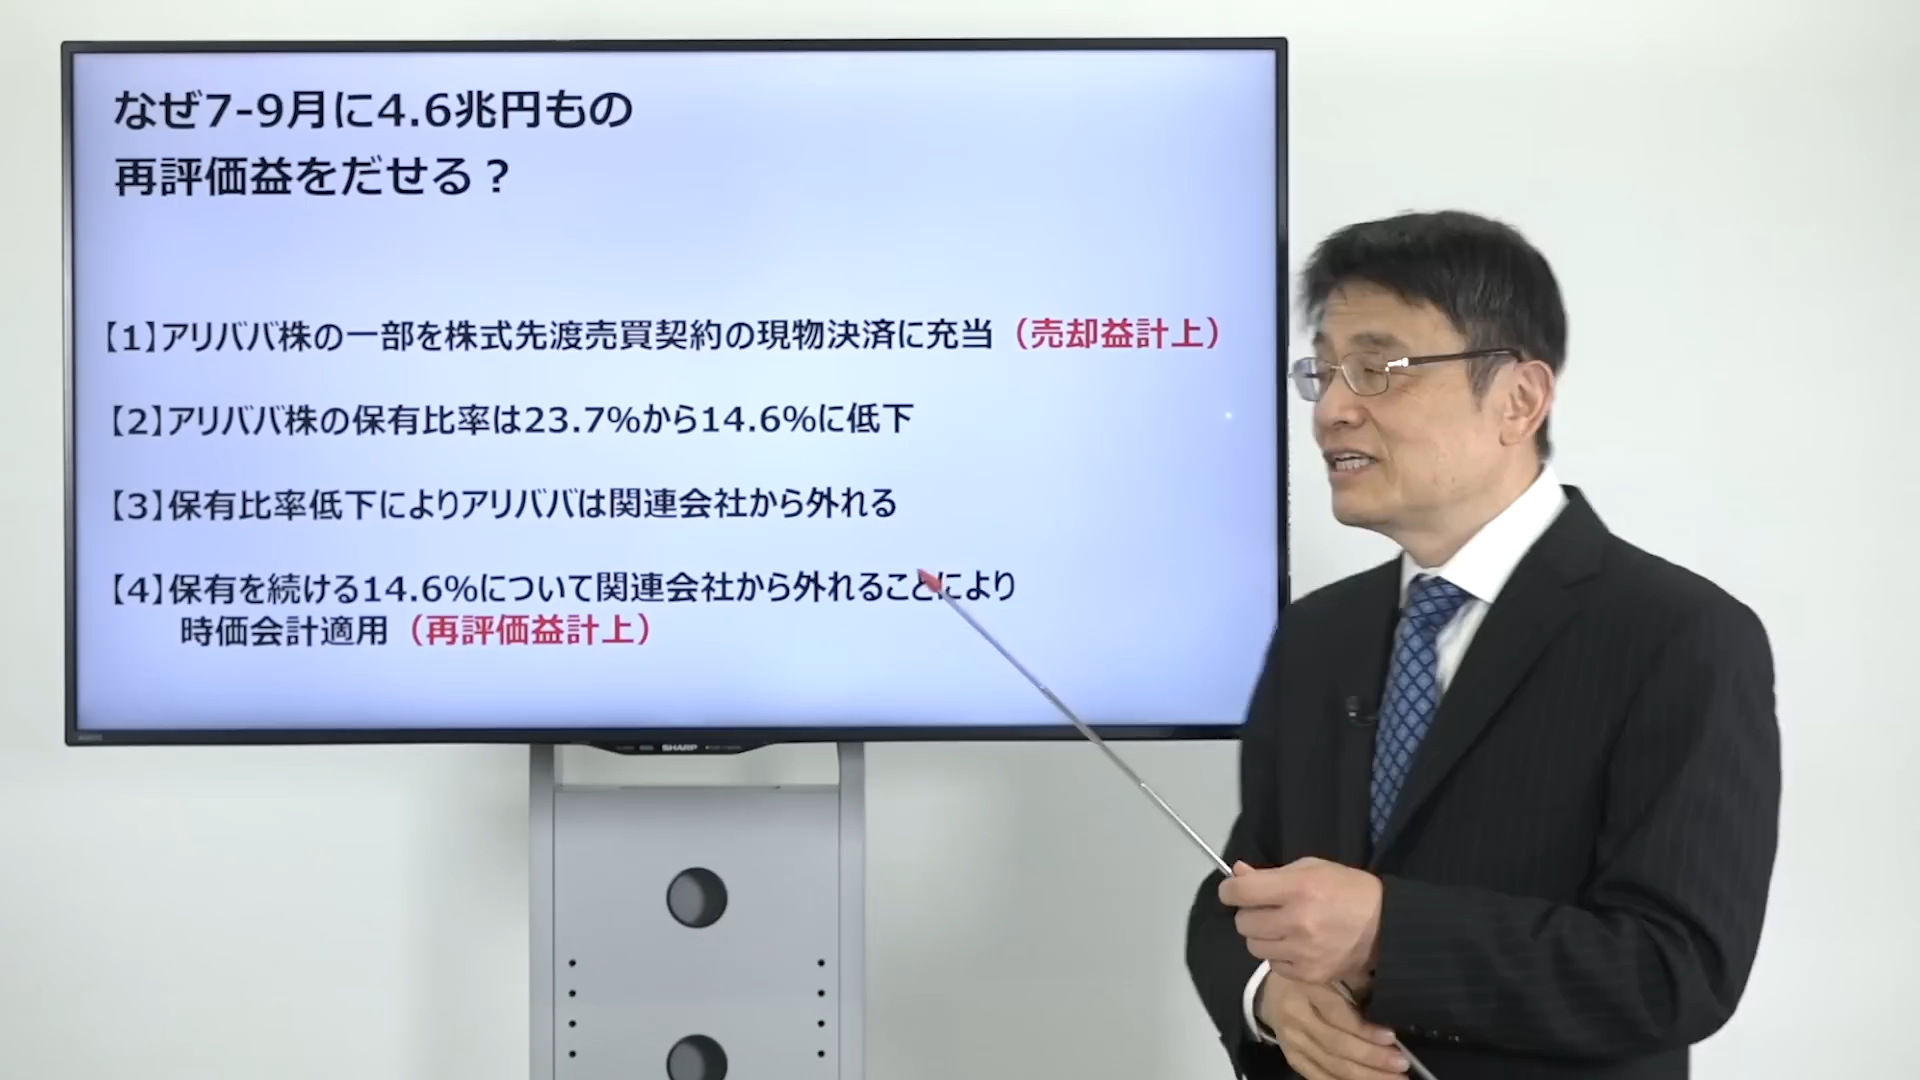 なぜ7-9月に4.6兆円もの
再評価益をだせる？
【1】アリババ株の一部を株式先渡売買契約の現物決済に充当（売却益計上）
【2】アリババ株の保有比率は23.7%から14.6%に低下
【3】保有比率低下によりアリババは関連会社から外れる
【4】保有を続ける14.6%について関連会社から外れることにより
時価会計適用（再評価益計上）
SHARP